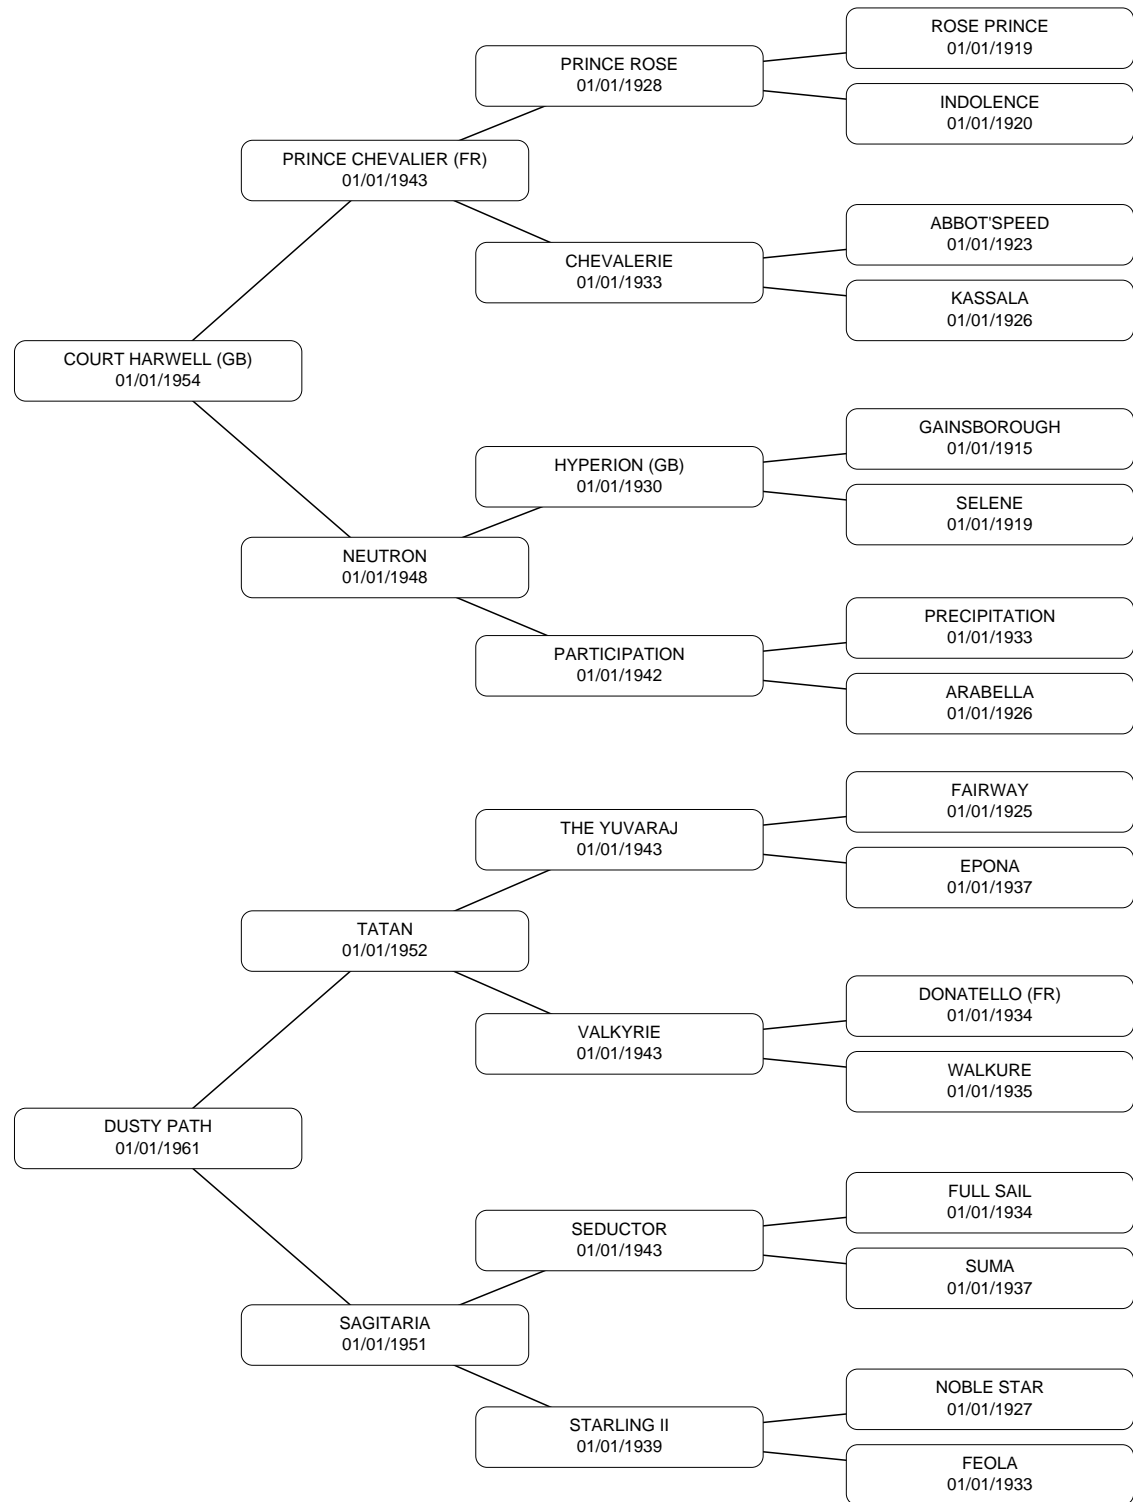 ROSE PRINCE
01/01/1919
PRINCE ROSE
01/01/1928
INDOLENCE
01/01/1920
PRINCE CHEVALIER (FR)
01/01/1943
ABBOT'SPEED
01/01/1923
CHEVALERIE
01/01/1933
KASSALA
01/01/1926
COURT HARWELL (GB)
01/01/1954
GAINSBOROUGH
01/01/1915
HYPERION (GB)
01/01/1930
SELENE
01/01/1919
NEUTRON
01/01/1948
PRECIPITATION
01/01/1933
PARTICIPATION
01/01/1942
ARABELLA
01/01/1926
FAIRWAY
01/01/1925
THE YUVARAJ
01/01/1943
EPONA
01/01/1937
TATAN
01/01/1952
DONATELLO (FR)
01/01/1934
VALKYRIE
01/01/1943
WALKURE
01/01/1935
DUSTY PATH
01/01/1961
FULL SAIL
01/01/1934
SEDUCTOR
01/01/1943
SUMA
01/01/1937
SAGITARIA
01/01/1951
NOBLE STAR
01/01/1927
STARLING II
01/01/1939
FEOLA
01/01/1933